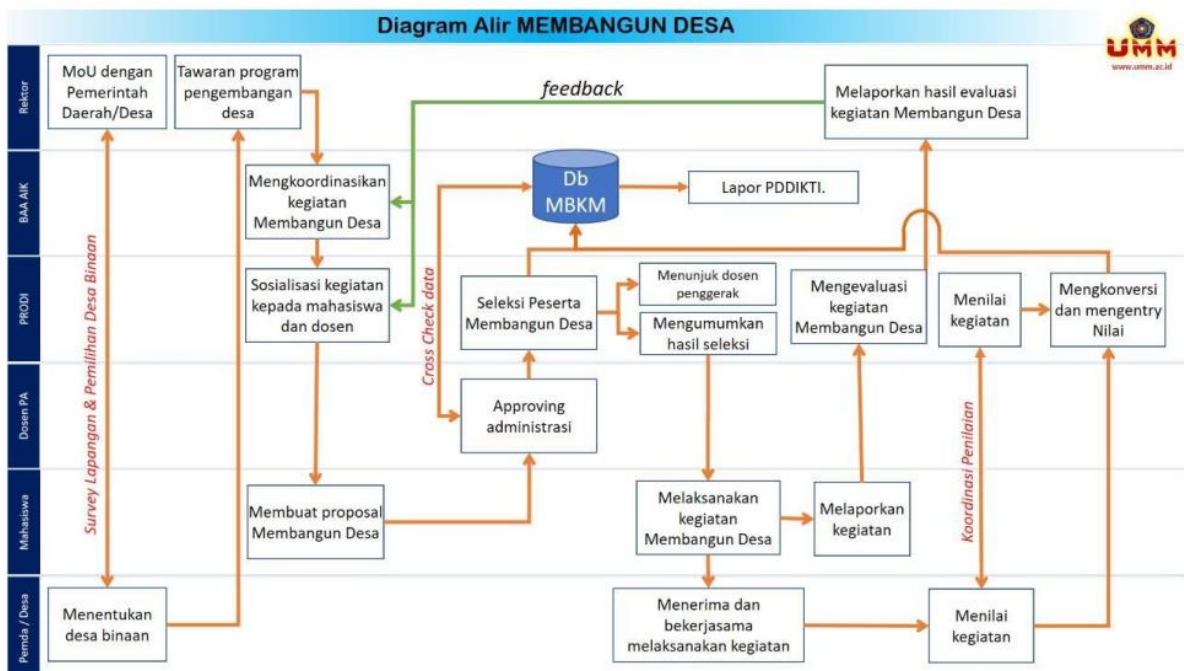 Diagram Alir MEMBANGUN DESA
UMM
www.umm.ac.id
Rektor
MoU dengan
Pemerintah
Daerah/Desa
Tawaran program
pengembangan
desa
feedback
Melaporkan hasil evaluasi
kegiatan Membangun Desa
BAA AIK
Mengkoordinasikan
kegiatan
Membangun Desa
Db
MBKM
Lapor PDDIKTI.
Survey Lapangan & Pemilihan Desa Binaan
Cross Check data
PRODI
Sosialisasi kegiatan
kepada mahasiswa
dan dosen
Seleksi Peserta
Membangun Desa
Menunjuk dosen
penggerak
Mengumumkan
hasil seleksi
Mengevaluasi
kegiatan
Membangun Desa
Menilai
kegiatan
Mengkonversi
dan mengentry
Nilai
Dosen PA
Approving
administrasi
Koordinasi Penilaian
Mahasiswa
Membuat proposal
Membangun Desa
Melaksanakan
kegiatan
Membangun Desa
Melaporkan
kegiatan
Pemda / Desa
Menentukan
desa binaan
Menerima dan
bekerjasama
melaksanakan kegiatan
Menilai
kegiatan